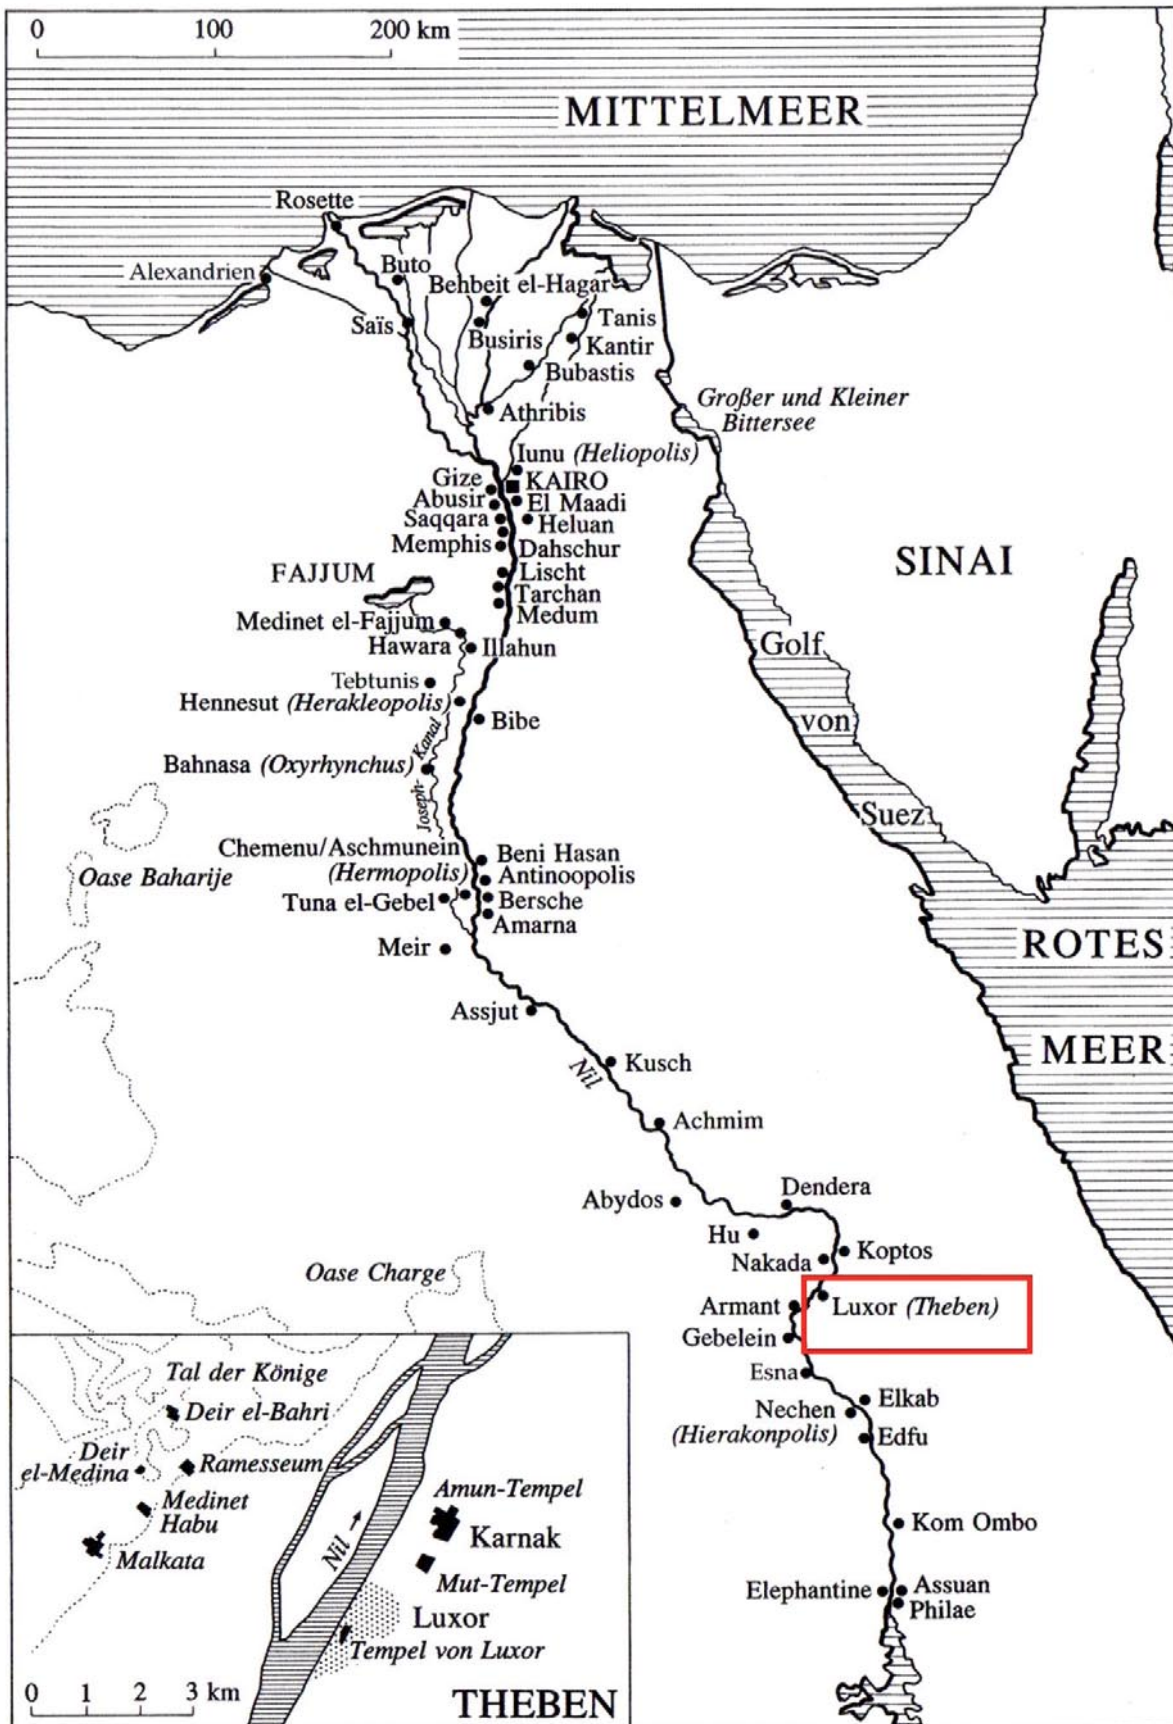 0 100 200 km
MITTELMEER
Rosette
Alexandrien
Buto
Behbeit el-Hagar
Saïs
Busiris
Tanis
Kantir
Bubastis
Athribis
Großer und Kleiner
Bittersee
Iunu (Heliopolis)
Gize
KAIRO
Abusir
El Maadi
Saqqara
Heluan
Memphis
Dahschur
SINAI
FAJJUM
Lischt
Tarchan
Medum
Medinet el-Fajjum
Hawara
Illahun
Golf
von
Suez
Tebtunis
Hennesut (Herakleopolis)
Bibe
Joseph-Kanal
Bahnasa (Oxyrhynchus)
Oase Baharije
Chemenu/Aschmunein
(Hermopolis)
Beni Hasan
Antinoopolis
Tuna el-Gebel
Bersche
Amarna
Meir
ROTES
MEER
Assjut
Nil
Kusch
Achmim
Abydos
Dendera
Hu
Nakada
Koptos
Oase Charge
Armant
Luxor (Theben)
Gebelein
Esna
Elkab
Nechen
(Hierakonpolis)
Edfu
Kom Ombo
Elephantine
Assuan
Philae
Tal der Könige
Deir el-Bahri
Deir
el-Medina
Ramesseum
Medinet
Habu
Malkata
Nil
Amun-Tempel
Karnak
Mut-Tempel
Luxor
Tempel von Luxor
0 1 2 3 km
THEBEN